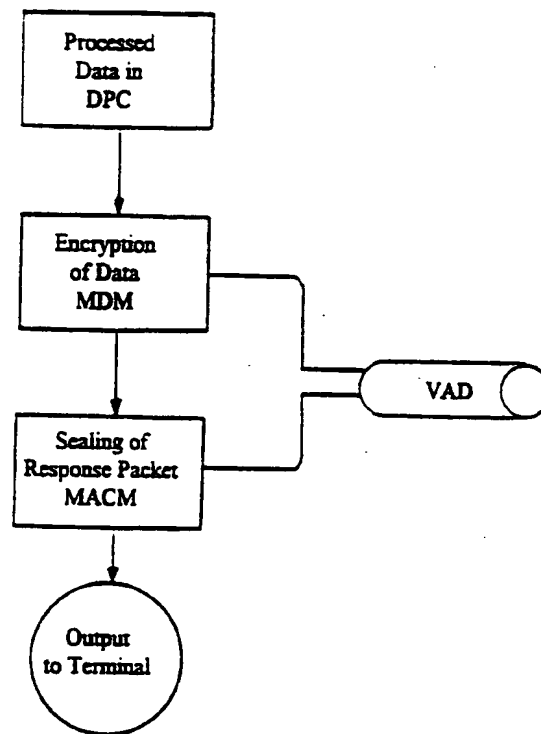 Processed
Data in
DPC
Encryption
of Data
MDM
VAD
Sealing of
Response Packet
MACM
Output
to Terminal